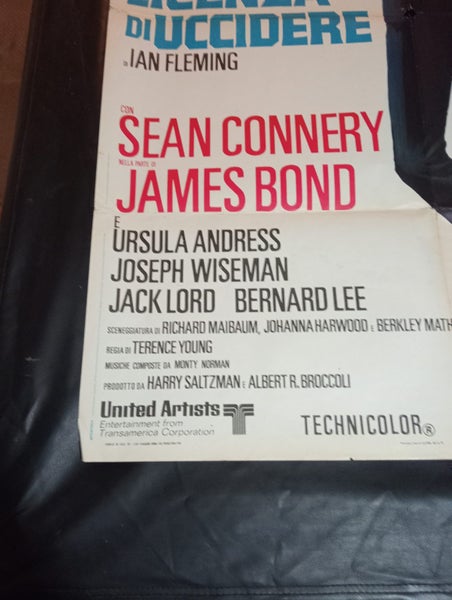 LICENZA
DI UCCIDERE
DI IAN FLEMING
CON
SEAN CONNERY
NELLA PARTE DI
JAMES BOND
E
URSULA ANDRESS
JOSEPH WISEMAN
JACK LORD BERNARD LEE
SCENEGGIATURA DI RICHARD MAIBAUM, JOHANNA HARWOOD E BERKLEY MATH
REGIA DI TERENCE YOUNG
MUSICHE COMPOSTE DA MONTY NORMAN
PRODOTTO DA HARRY SALTZMAN E ALBERT R. BROCCOLI
United Artists
Entertainment from
Transamerica Corporation
TECHNICOLOR®